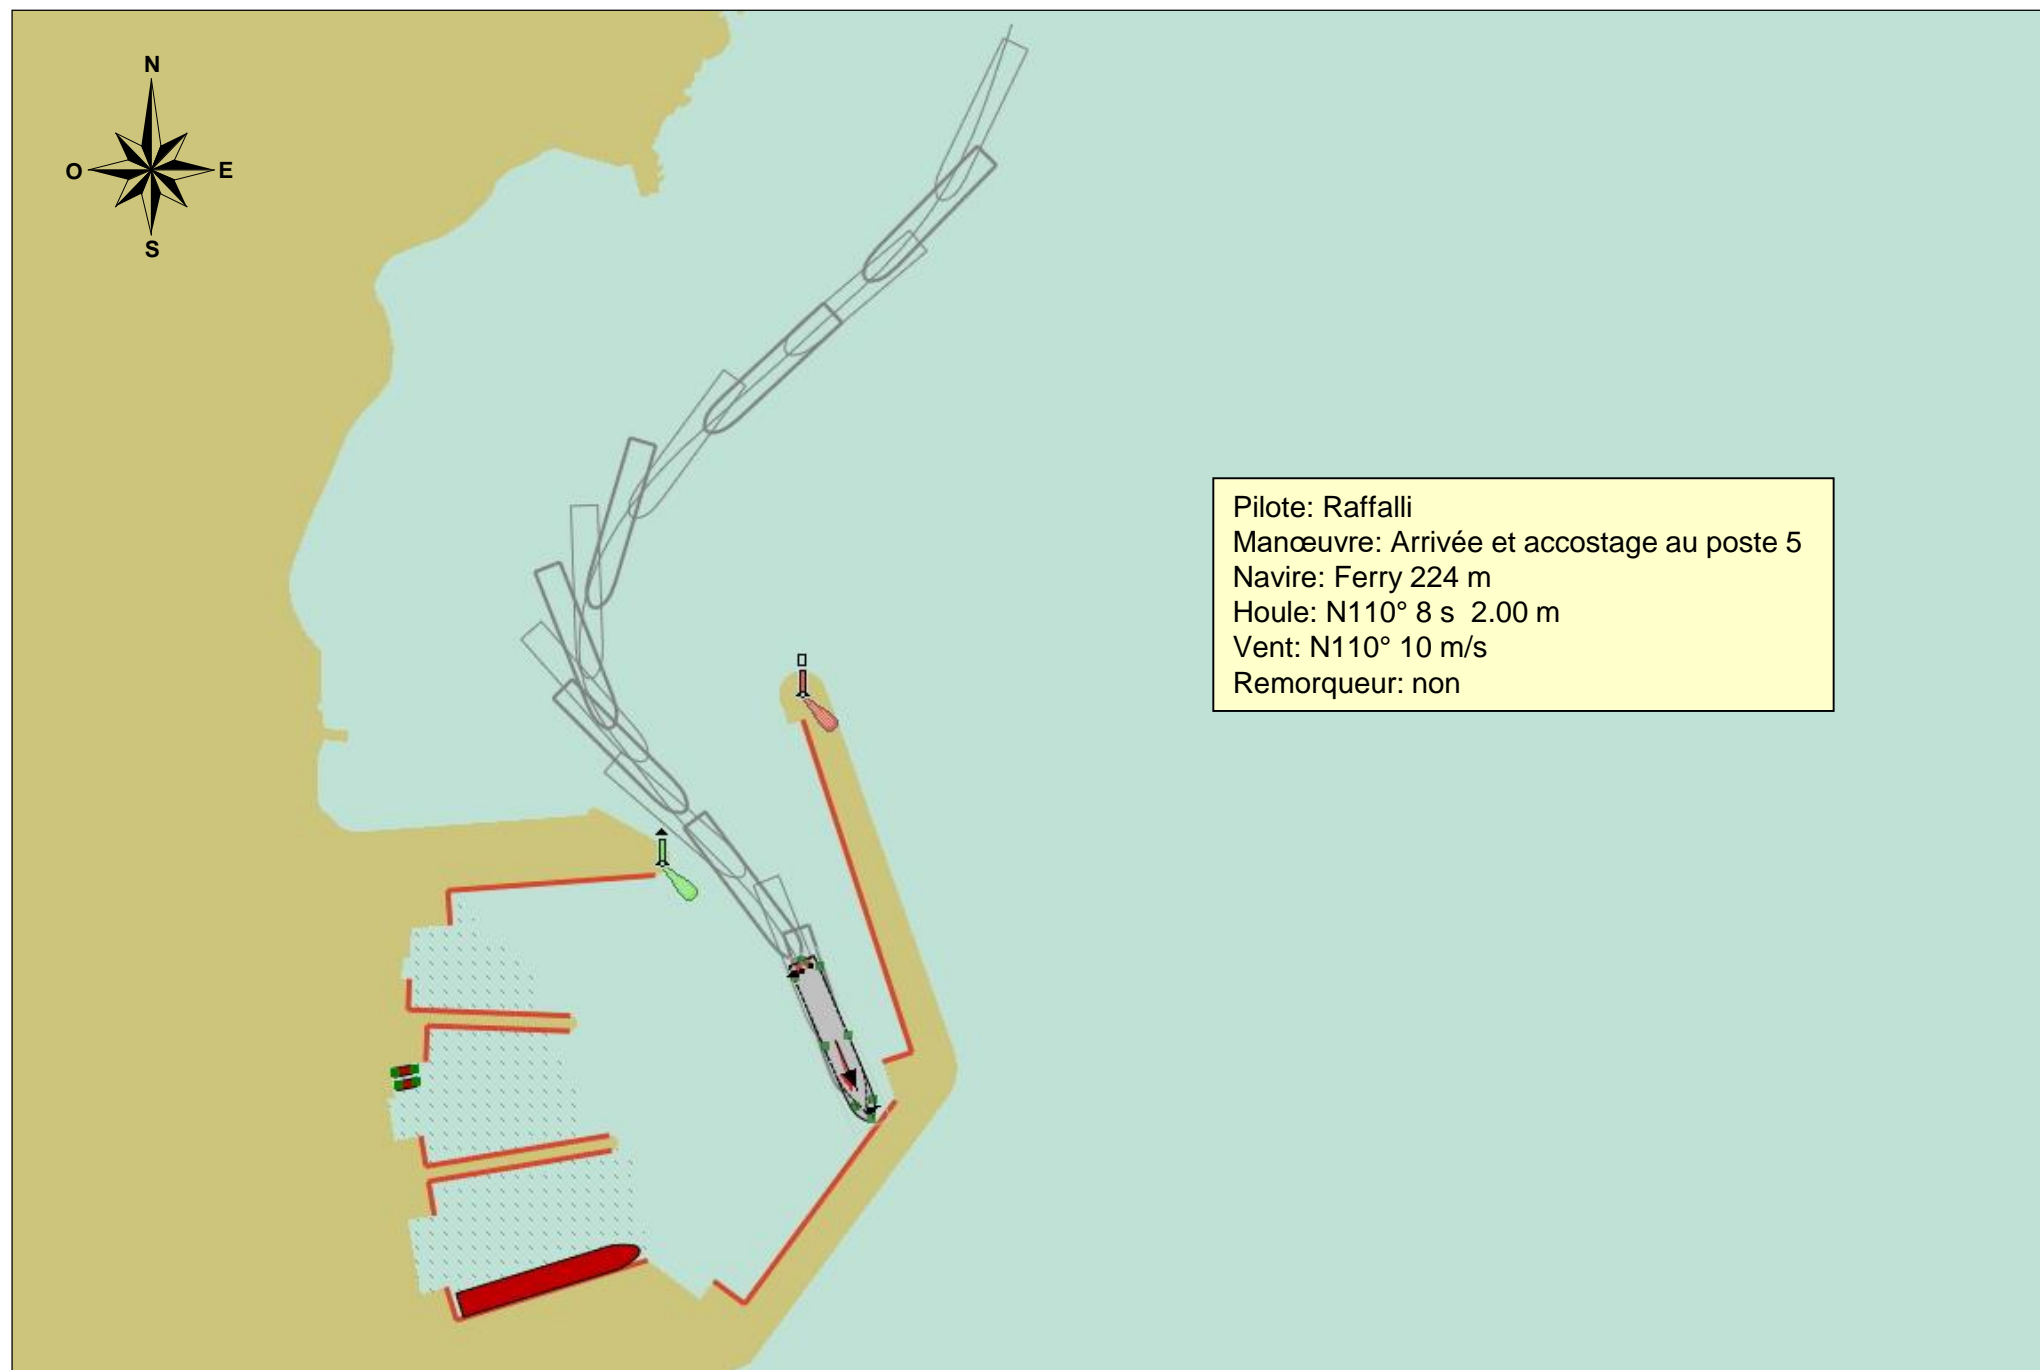 N
O
E
S
Pilote: Raffalli
Manœuvre: Arrivée et accostage au poste 5
Navire: Ferry 224 m
Houle: N110° 8 s 2.00 m
Vent: N110° 10 m/s
Remorqueur: non